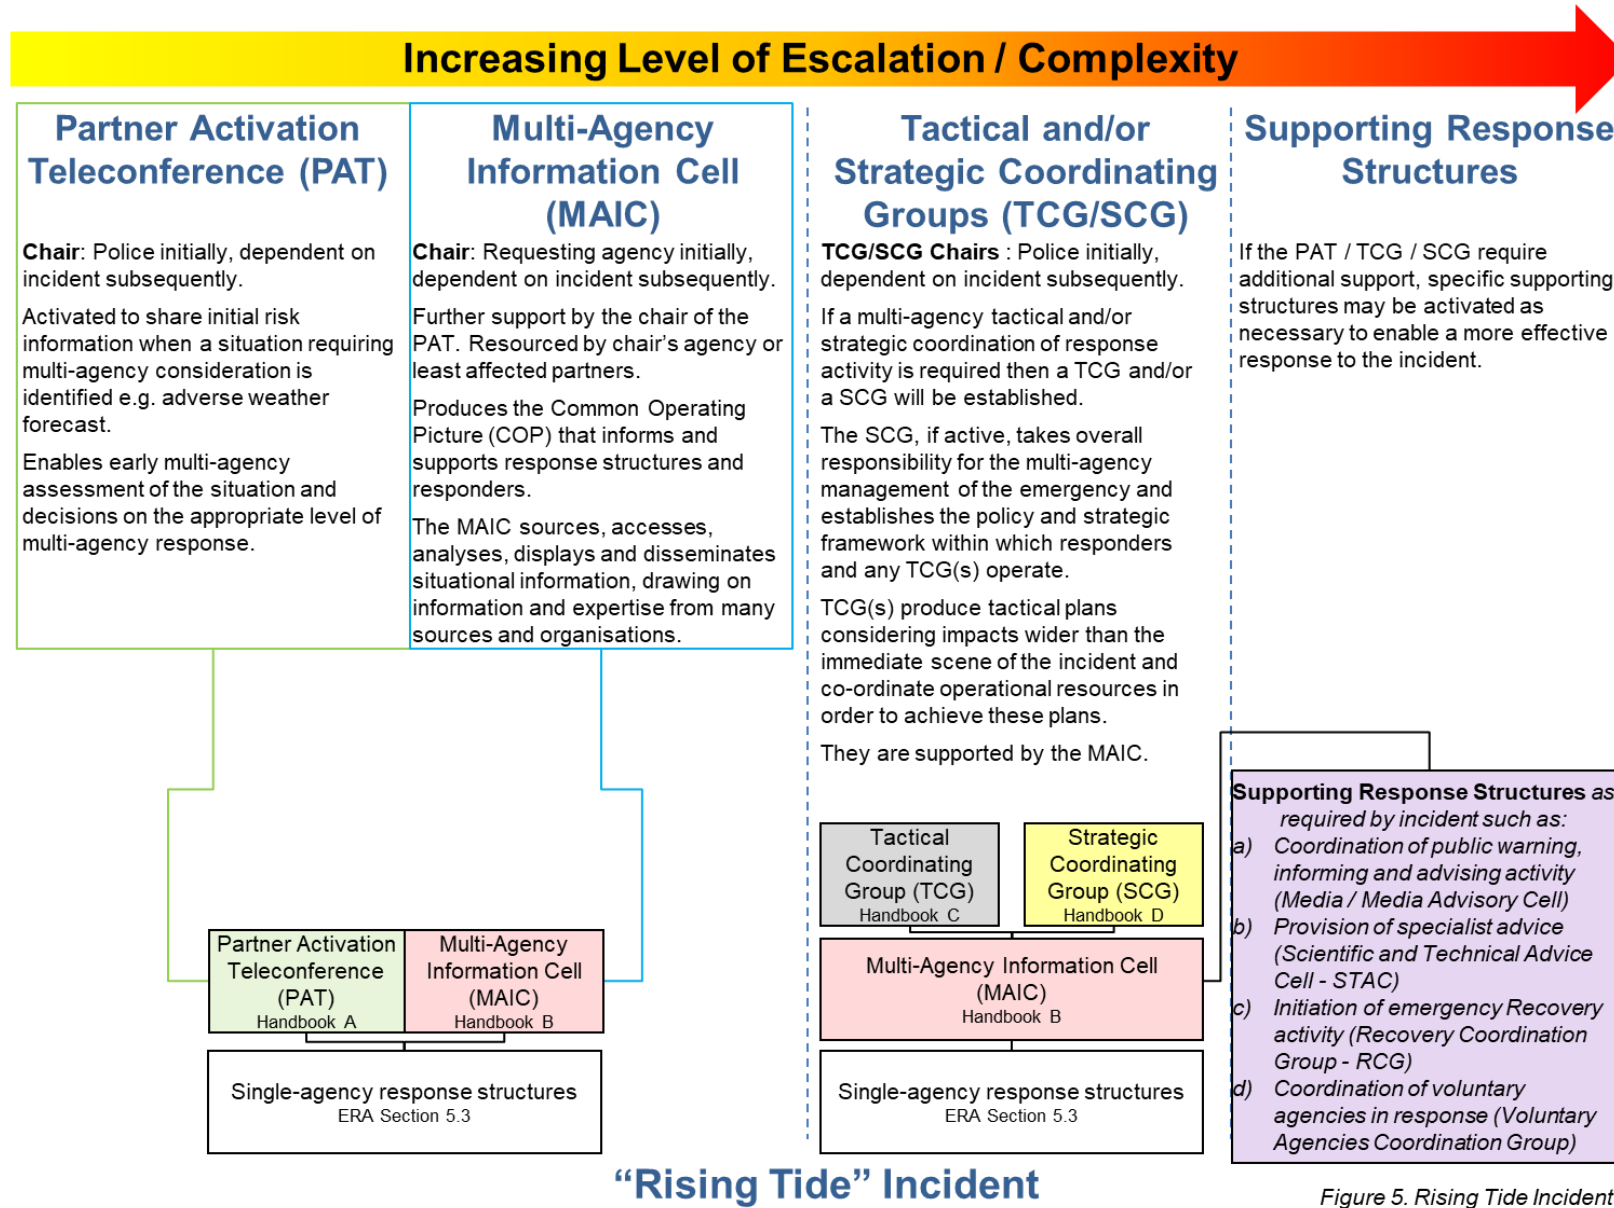 Increasing Level of Escalation / Complexity
Partner Activation
Teleconference (PAT)
Chair: Police initially, dependent on
incident subsequently.
Activated to share initial risk
information when a situation requiring
multi-agency consideration is
identified e.g. adverse weather
forecast.
Enables early multi-agency
assessment of the situation and
decisions on the appropriate level of
multi-agency response.
Multi-Agency
Information Cell
(MAIC)
Chair: Requesting agency initially,
dependent on incident subsequently.
Further support by the chair of the
PAT. Resourced by chair’s agency or
least affected partners.
Produces the Common Operating
Picture (COP) that informs and
supports response structures and
responders.
The MAIC sources, accesses,
analyses, displays and disseminates
situational information, drawing on
information and expertise from many
sources and organisations.
Tactical and/or
Strategic Coordinating
Groups (TCG/SCG)
TCG/SCG Chairs : Police initially,
dependent on incident subsequently.
If a multi-agency tactical and/or
strategic coordination of response
activity is required then a TCG and/or
a SCG will be established.
The SCG, if active, takes overall
responsibility for the multi-agency
management of the emergency and
establishes the policy and strategic
framework within which responders
and any TCG(s) operate.
TCG(s) produce tactical plans
considering impacts wider than the
immediate scene of the incident and
co-ordinate operational resources in
order to achieve these plans.
They are supported by the MAIC.
Supporting Response
Structures
If the PAT / TCG / SCG require
additional support, specific supporting
structures may be activated as
necessary to enable a more effective
response to the incident.
Partner Activation
Teleconference
(PAT)
Handbook A
Multi-Agency
Information Cell
(MAIC)
Handbook B
Single-agency response structures
ERA Section 5.3
Tactical
Coordinating
Group (TCG)
Handbook C
Strategic
Coordinating
Group (SCG)
Handbook D
Multi-Agency Information Cell
(MAIC)
Handbook B
Single-agency response structures
ERA Section 5.3
Supporting Response Structures as
required by incident such as:
a) Coordination of public warning,
informing and advising activity
(Media / Media Advisory Cell)
b) Provision of specialist advice
(Scientific and Technical Advice
Cell - STAC)
c) Initiation of emergency Recovery
activity (Recovery Coordination
Group - RCG)
d) Coordination of voluntary
agencies in response (Voluntary
Agencies Coordination Group)
“Rising Tide” Incident
Figure 5. Rising Tide Incident